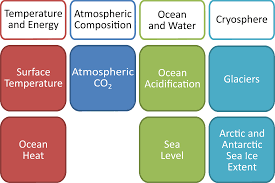 Temperature
and Energy
Atmospheric
Composition
Ocean
and Water
Cryosphere
Surface
Temperature
Atmospheric
CO2
Ocean
Acidification
Glaciers
Ocean
Heat
Sea
Level
Arctic and
Antarctic
Sea Ice
Extent